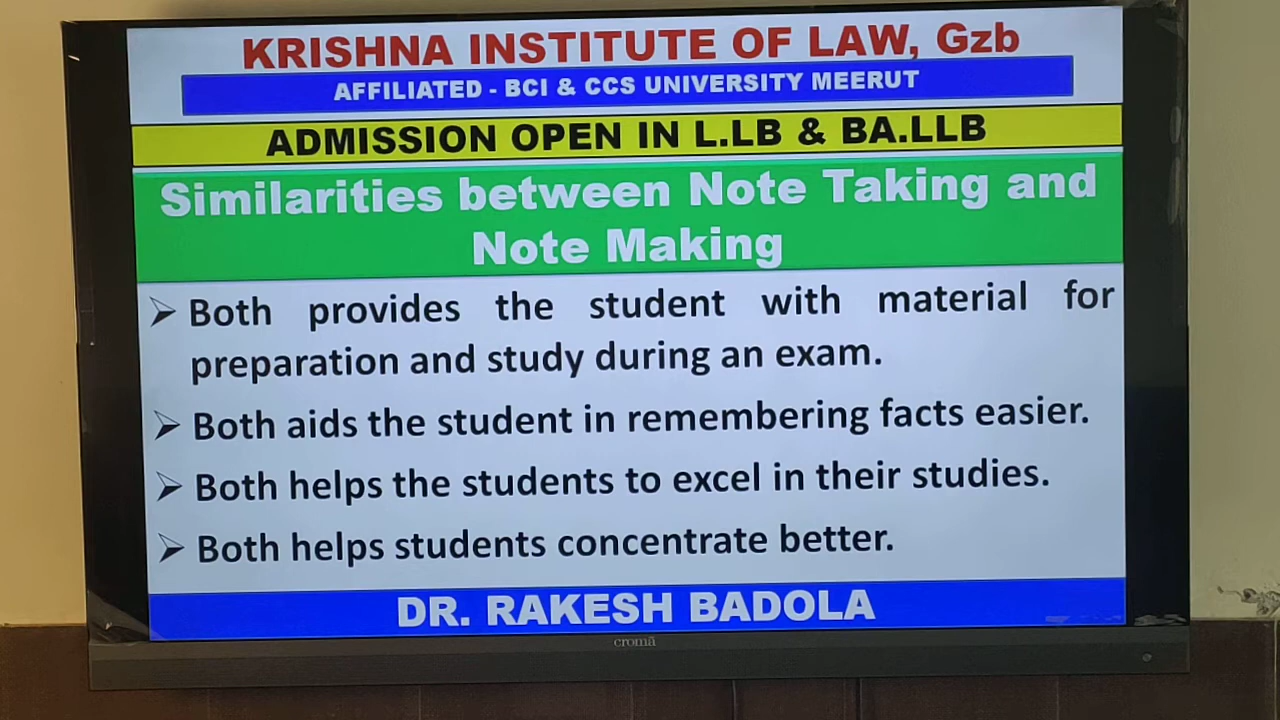 KRISHNA INSTITUTE OF LAW, Gzb
AFFILIATED - BCI & CCS UNIVERSITY MEERUT
ADMISSION OPEN IN L.LB & BA.LLB
Similarities between Note Taking and
Note Making
➢ Both provides the student with material for
preparation and study during an exam.
➢ Both aids the student in remembering facts easier.
➢ Both helps the students to excel in their studies.
➢ Both helps students concentrate better.
DR. RAKESH BADOLA
cromā